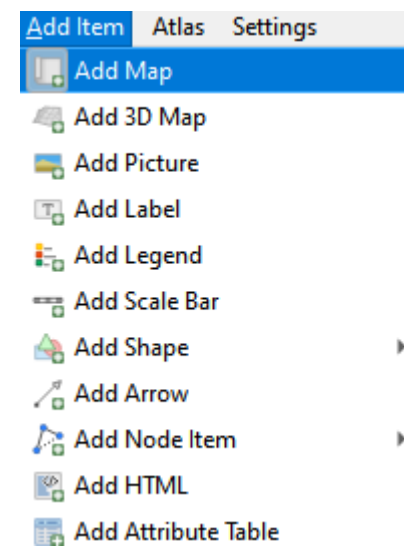 Add Item Atlas Settings
Add Map
Add 3D Map
Add Picture
Add Label
Add Legend
Add Scale Bar
Add Shape
Add Arrow
Add Node Item
Add HTML
Add Attribute Table